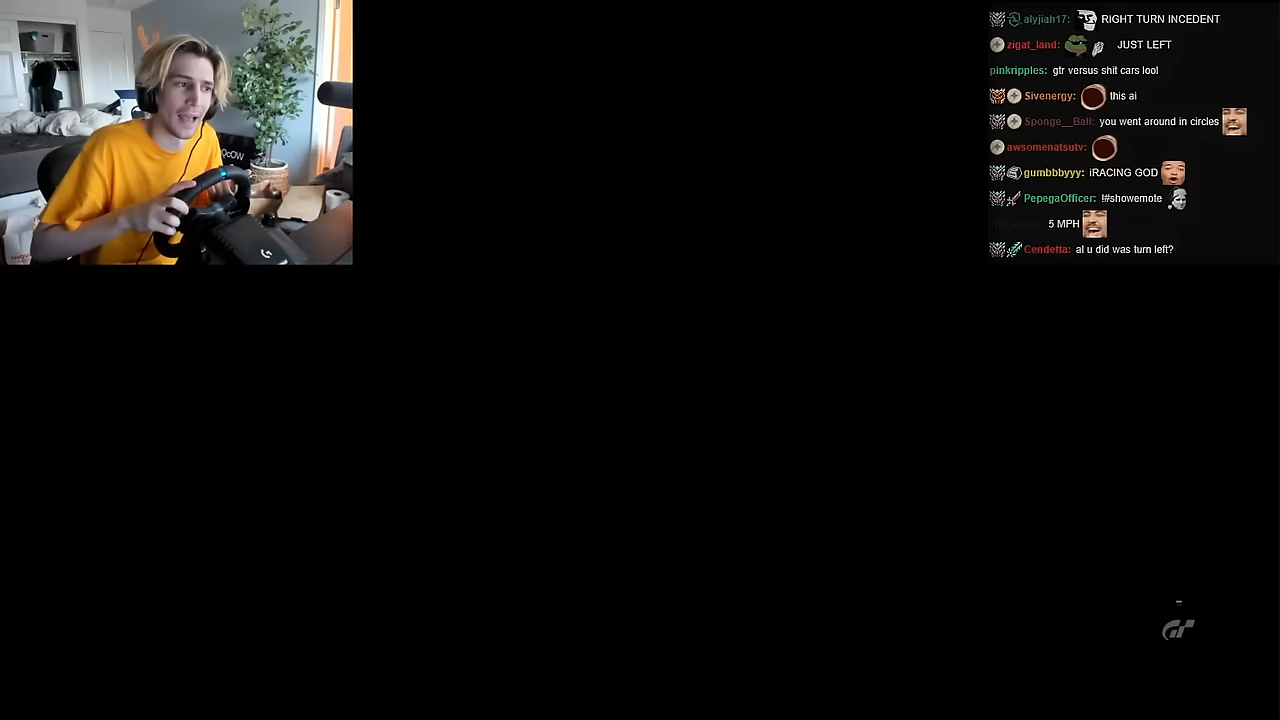 alyjiah17: RIGHT TURN INCEDENT
zigat_land: JUST LEFT
pinkripples: gtr versus shit cars lool
Sivenergy: this ai
Sponge__Ball: you went around in circles
awsomenatsutv:
gumbbbyyy: iRACING GOD
PepegaOfficer: !#showemote
5 MPH
Cendetta: al u did was turn left?
GT